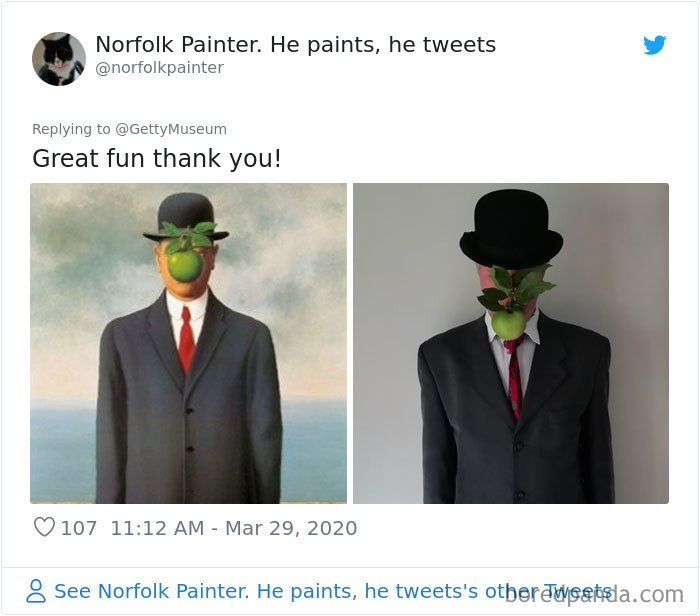 Norfolk Painter. He paints, he tweets
@norfolkpainter
Replying to @GettyMuseum
Great fun thank you!
107 11:12 AM - Mar 29, 2020
See Norfolk Painter. He paints, he tweets's other Tweets
boredpanda.com